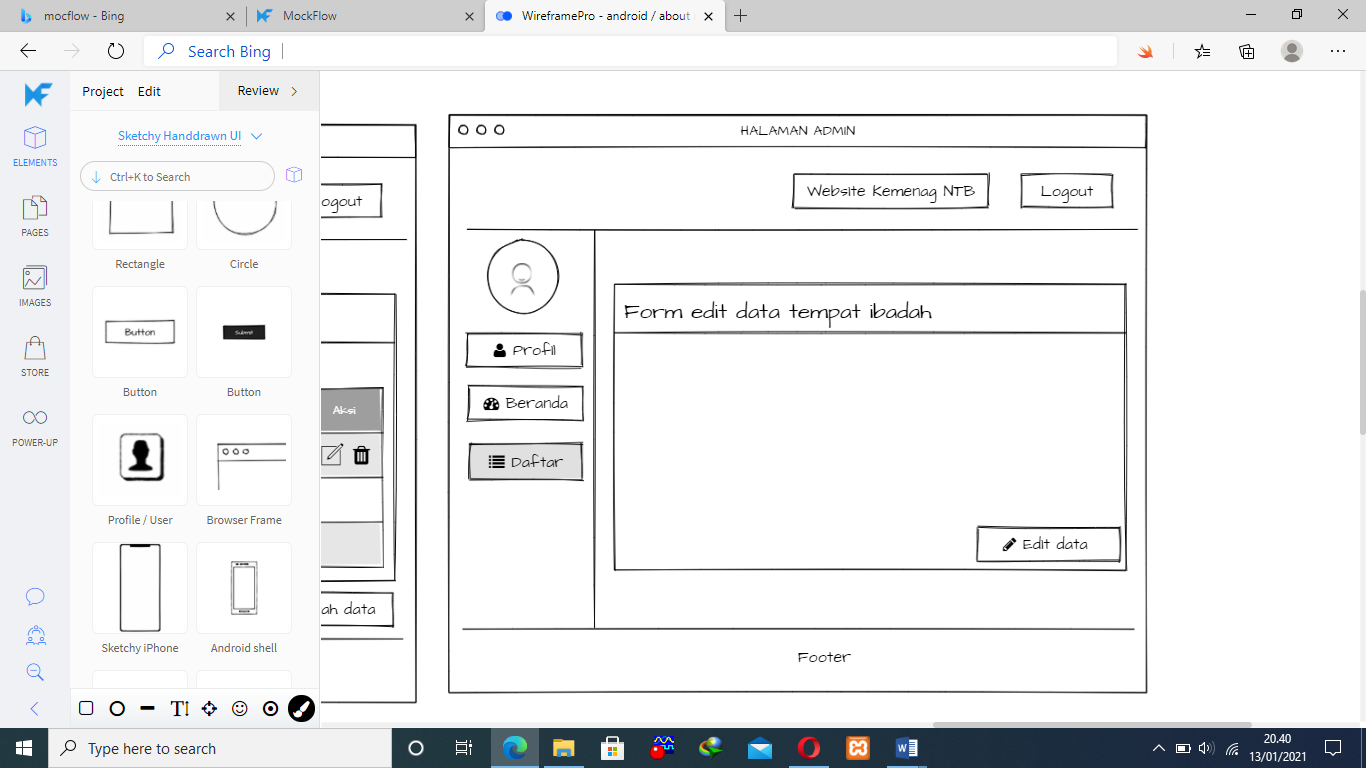 mocflow - Bing
MockFlow
WireframePro - android / about
Search Bing
Project
Edit
Review
Sketchy Handdrawn UI
Ctrl+K to Search
ELEMENTS
PAGES
IMAGES
STORE
POWER-UP
Rectangle
Circle
Button
Submit
Button
Button
Profile / User
Browser Frame
Sketchy iPhone
Android shell
ogout
Aksi
ah data
HALAMAN ADMIN
Website Kemenag NTB
Logout
Profil
Beranda
Daftar
Form edit data tempat ibadah
Edit data
Footer
Type here to search
20.40
13/01/2021